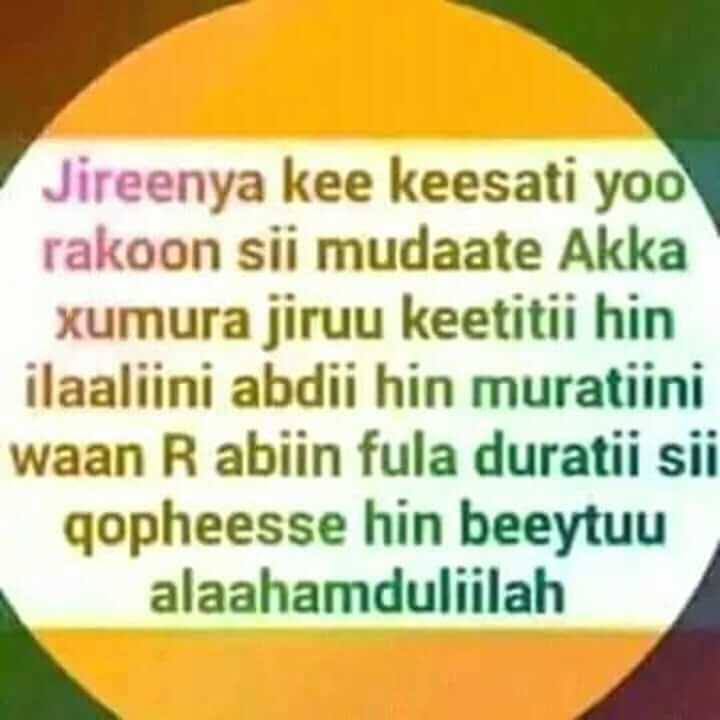 Jireenya kee keesati yoo
rakoon sii mudaate Akka
xumura jiruu keetitii hin
ilaaliini abdii hin muratiini
waan R abiin fula duratii sii
qopheesse hin beeytuu
alaahamduliilah